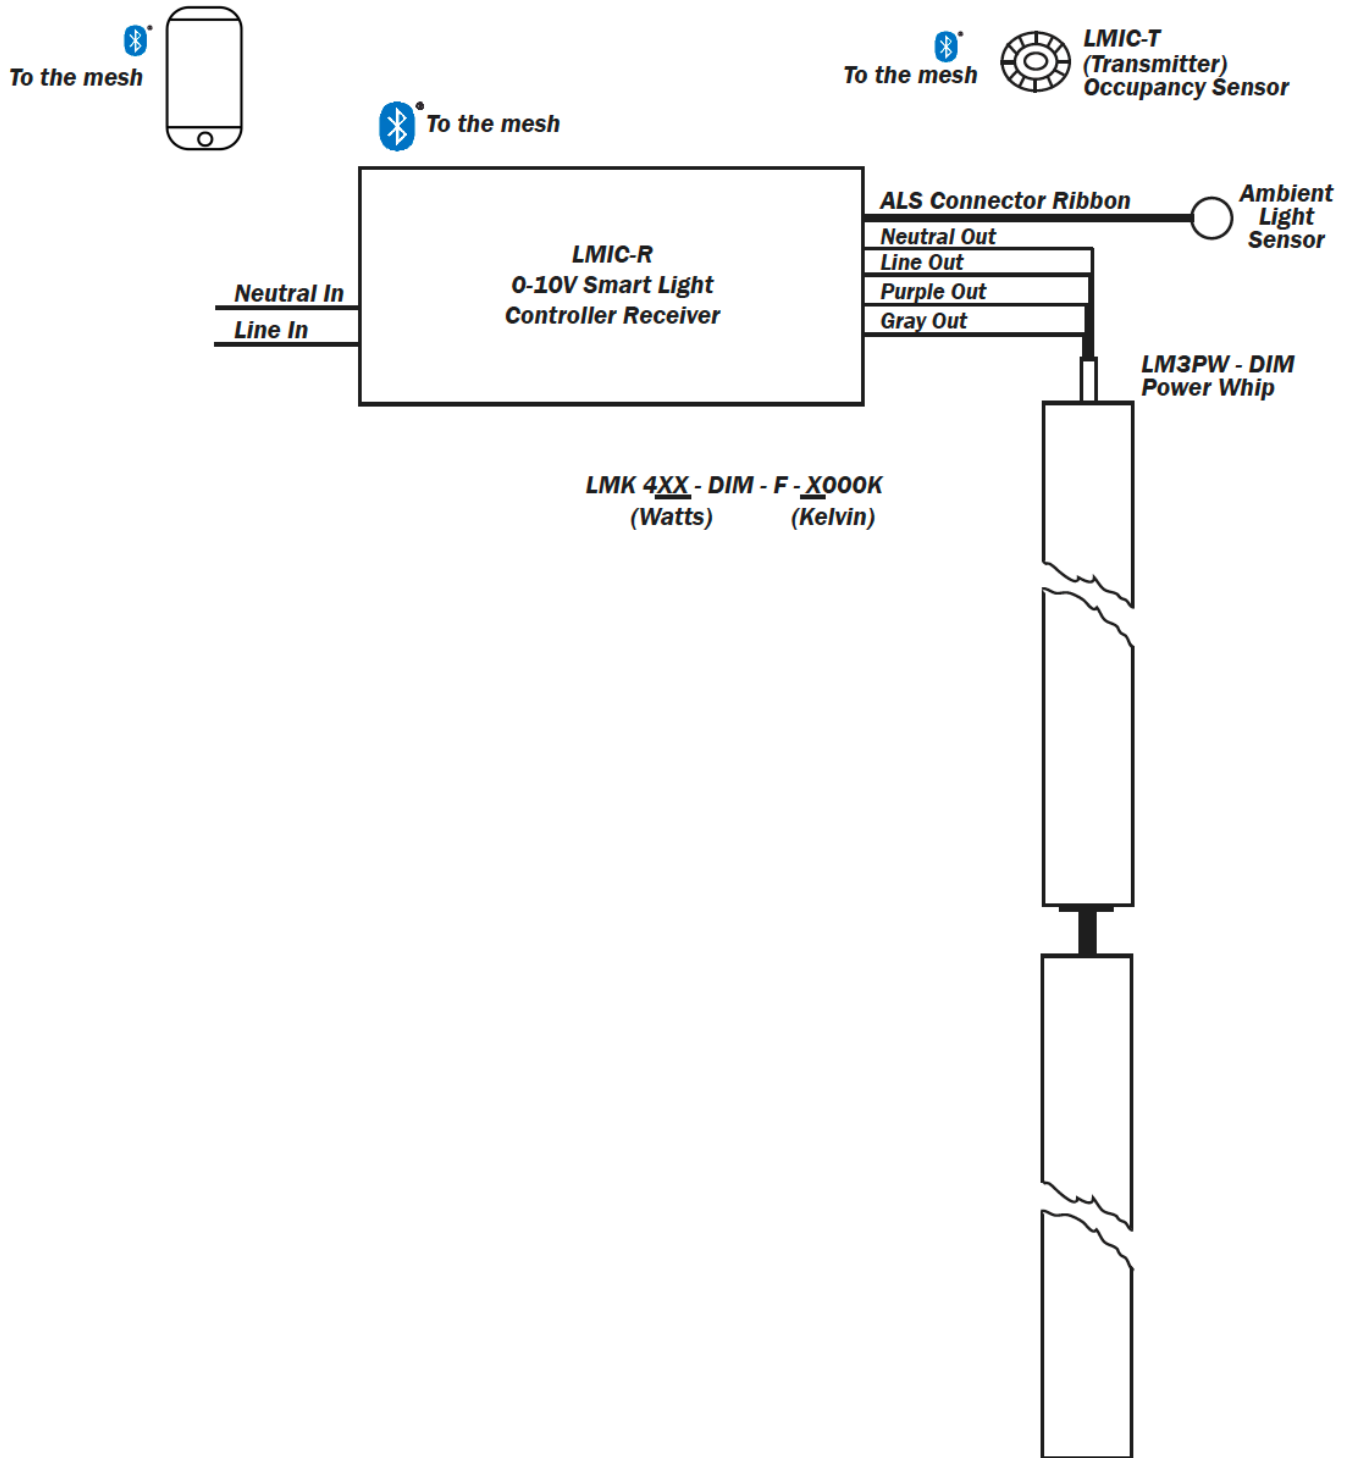 To the mesh
To the mesh
LMIC-T
(Transmitter)
Occupancy Sensor
To the mesh
ALS Connector Ribbon
Ambient
Light
Sensor
Neutral Out
Line Out
Purple Out
Gray Out
LMIC-R
0-10V Smart Light
Controller Receiver
Neutral In
Line In
LM3PW - DIM
Power Whip
LMK 4XX - DIM - F - X000K
(Watts) (Kelvin)